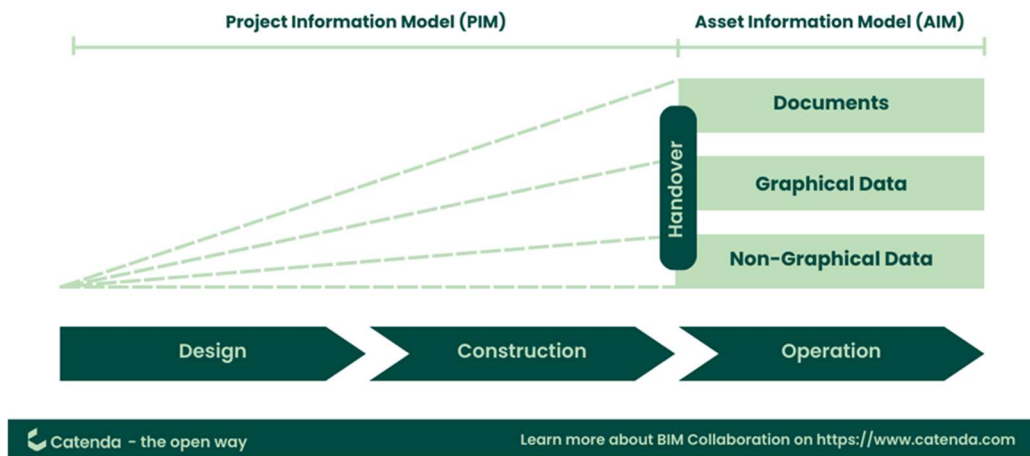 Project Information Model (PIM)
Asset Information Model (AIM)
Documents
Graphical Data
Non-Graphical Data
Handover
Design
Construction
Operation
Catenda - the open way
Learn more about BIM Collaboration on https://www.catenda.com